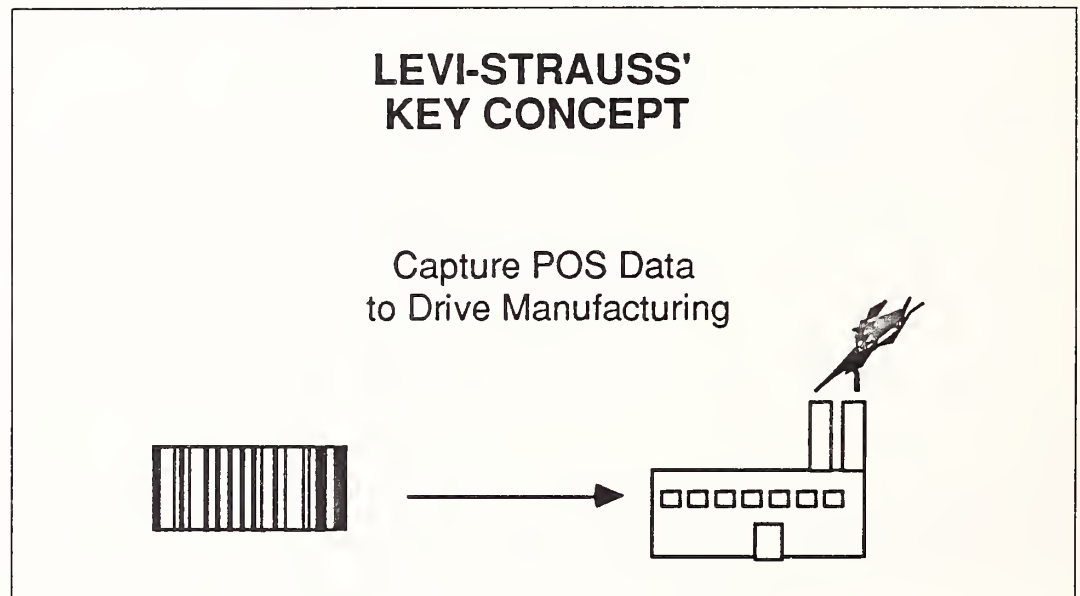 LEVI-STRAUSS'
KEY CONCEPT
Capture POS Data
to Drive Manufacturing